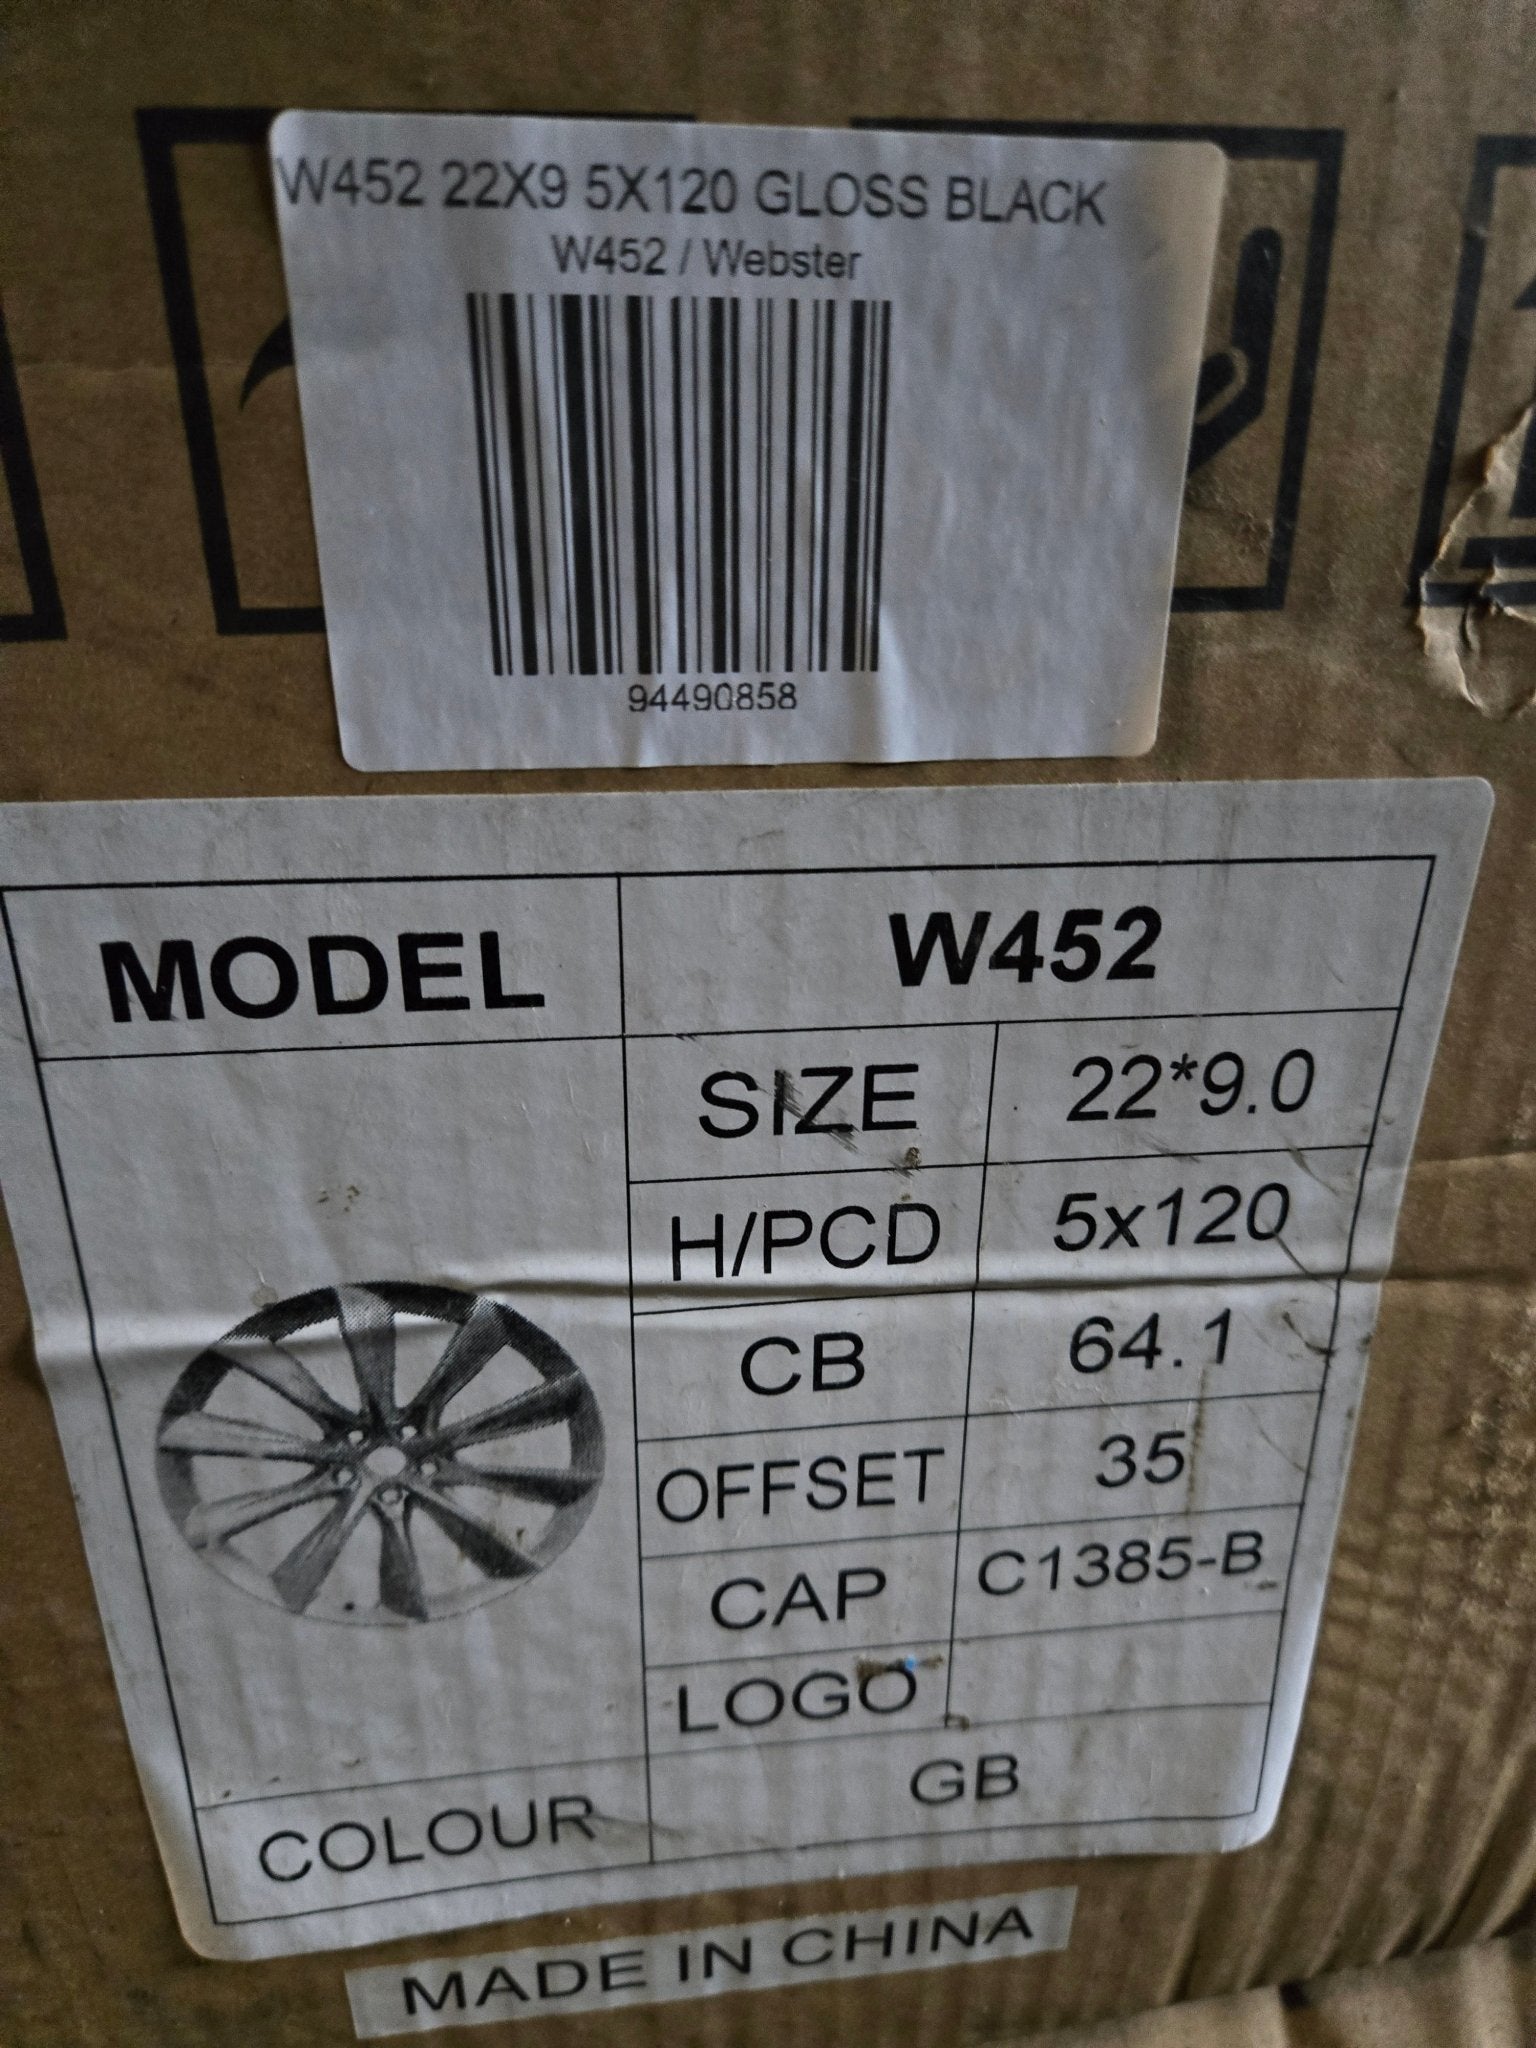 W452 22X9 5X120 GLOSS BLACK
W452 / Webster
94490858
MODEL W452
SIZE 22*9.0
H/PCD 5x120
CB 64.1
OFFSET 35
CAP C1385-B
LOGO
COLOUR GB
MADE IN CHINA